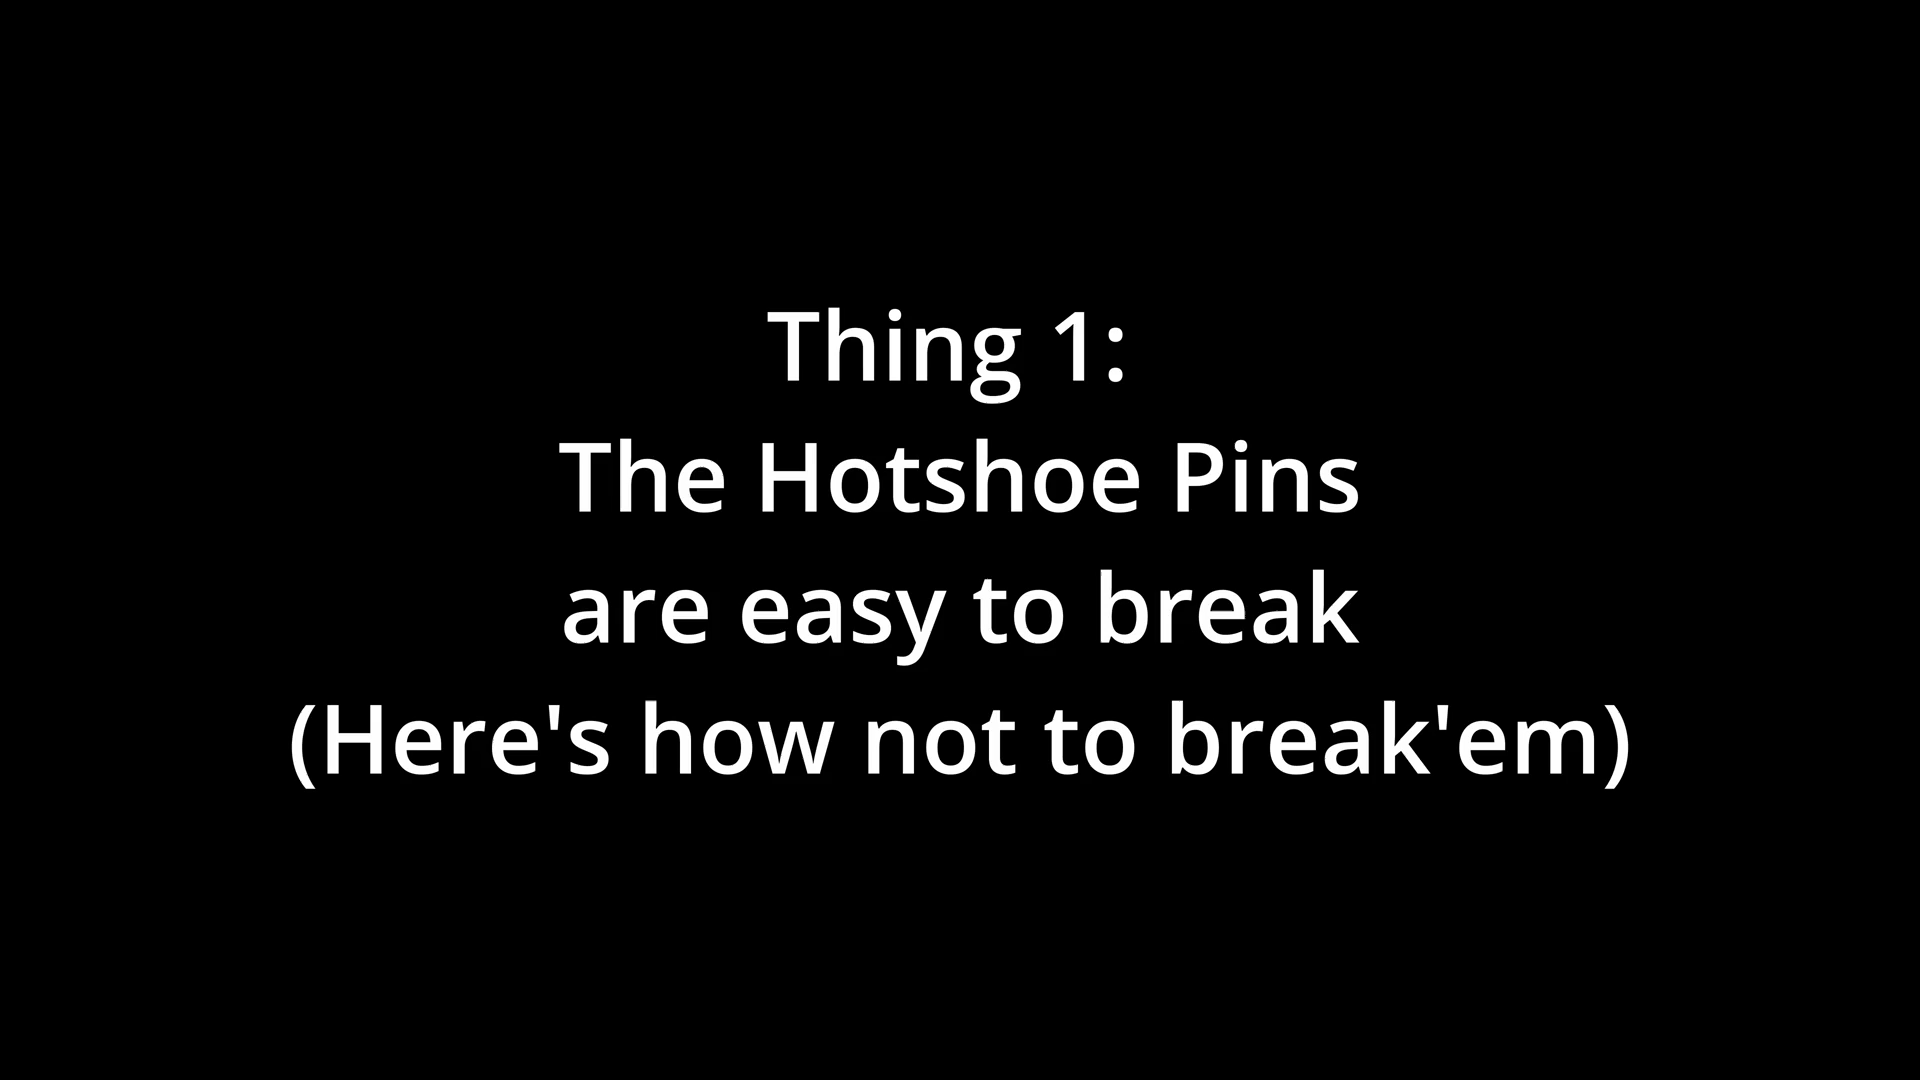 Thing 1:
The Hotshoe Pins
are easy to break
(Here's how not to break'em)